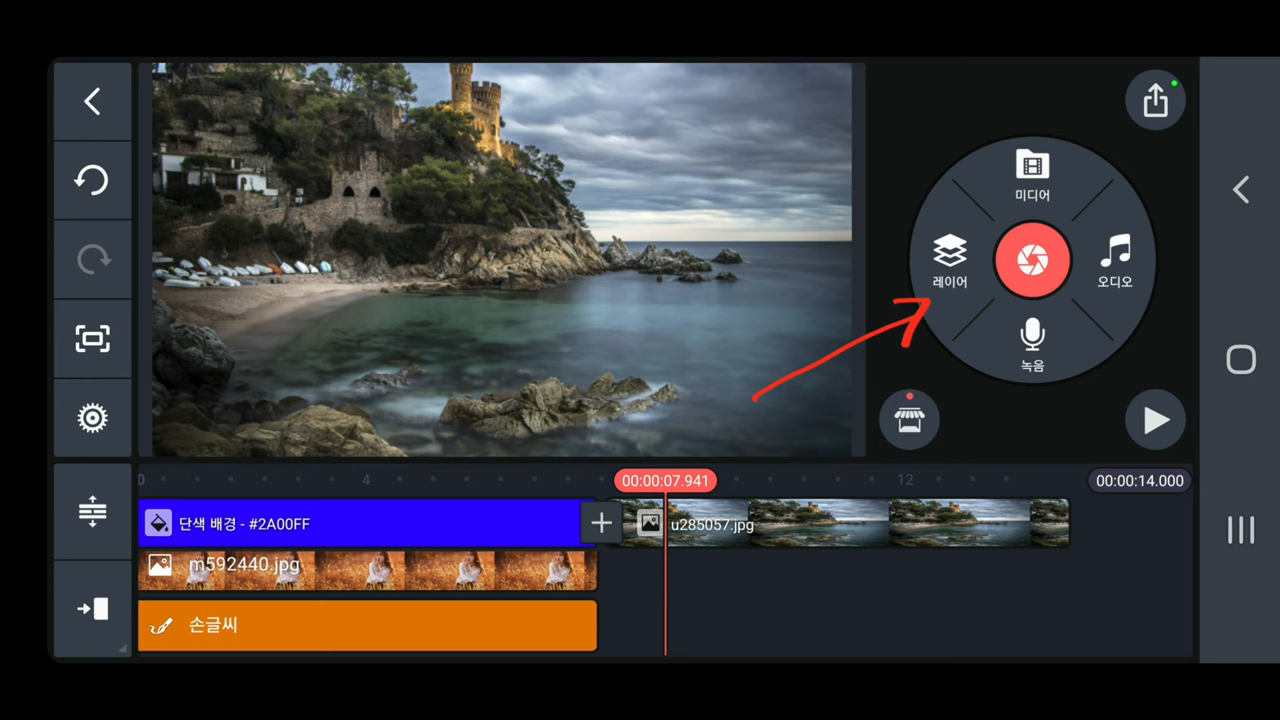 미디어
레이어
오디오
녹음
0
4
00:00:07.941
12
00:00:14.000
단색 배경 - #2A00FF
u285057.jpg
m592440.jpg
손글씨